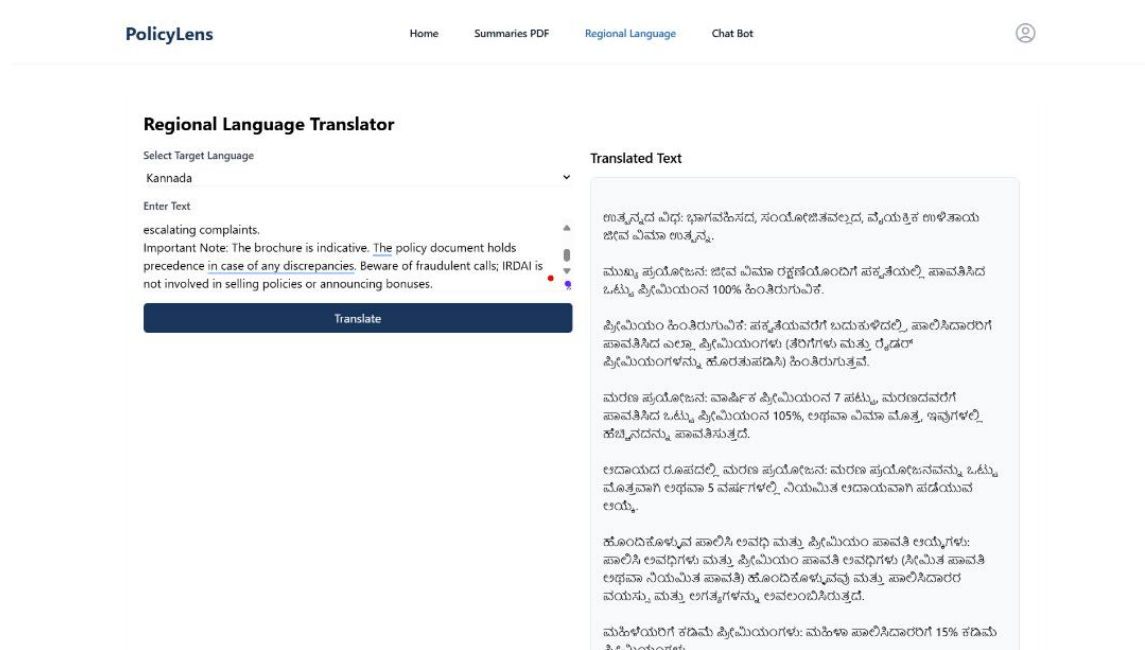 PolicyLens
Home
Summaries PDF
Regional Language
Chat Bot
Regional Language Translator
Select Target Language
Kannada
Enter Text
escalating complaints.
Important Note: The brochure is indicative. The policy document holds
precedence in case of any discrepancies. Beware of fraudulent calls; IRDAI is
not involved in selling policies or announcing bonuses.
Translate
Translated Text
ಉತ್ಪನ್ನದ ವಿಧ: ಭಾಗವಹಿಸದ, ಸಂಯೋಜಿತವಲ್ಲದ, ವೈಯಕ್ತಿಕ ಉಳಿತಾಯ
ಜೀವ ವಿಮಾ ಉತ್ಪನ್ನ.
ಮುಖ್ಯ ಪ್ರಯೋಜನ: ಜೀವ ವಿಮಾ ರಕ್ಷಣೆಯೊಂದಿಗೆ ಪಕ್ವತೆಯಲ್ಲಿ ಪಾವತಿಸಿದ
ಒಟ್ಟು ಪ್ರೀಮಿಯಂನ 100% ಹಿಂತಿರುಗುವಿಕೆ.
ಪ್ರೀಮಿಯಂ ಹಿಂತಿರುಗುವಿಕೆ: ಪಕ್ವತೆಯವರೆಗೆ ಬದುಕುಳಿದಲ್ಲಿ, ಪಾಲಿಸಿದಾರರಿಗೆ
ಪಾವತಿಸಿದ ಎಲ್ಲಾ ಪ್ರೀಮಿಯಂಗಳು (ತೆರಿಗೆಗಳು ಮತ್ತು ರೈಡರ್
ಪ್ರೀಮಿಯಂಗಳನ್ನು ಹೊರತುಪಡಿಸಿ) ಹಿಂತಿರುಗುತ್ತವೆ.
ಮರಣ ಪ್ರಯೋಜನ: ವಾರ್ಷಿಕ ಪ್ರೀಮಿಯಂನ 7 ಪಟ್ಟು, ಮರಣದವರೆಗೆ
ಪಾವತಿಸಿದ ಒಟ್ಟು ಪ್ರೀಮಿಯಂನ 105%, ಅಥವಾ ವಿಮಾ ಮೊತ್ತ, ಇವುಗಳಲ್ಲಿ
ಹೆಚ್ಚಿನದನ್ನು ಪಾವತಿಸುತ್ತದೆ.
ಆದಾಯದ ರೂಪದಲ್ಲಿ ಮರಣ ಪ್ರಯೋಜನ: ಮರಣ ಪ್ರಯೋಜನವನ್ನು ಒಟ್ಟು
ಮೊತ್ತವಾಗಿ ಅಥವಾ 5 ವರ್ಷಗಳಲ್ಲಿ ನಿಯಮಿತ ಆದಾಯವಾಗಿ ಪಡೆಯುವ
ಆಯ್ಕೆ.
ಹೊಂದಿಕೊಳ್ಳುವ ಪಾಲಿಸಿ ಅವಧಿ ಮತ್ತು ಪ್ರೀಮಿಯಂ ಪಾವತಿ ಆಯ್ಕೆಗಳು:
ಪಾಲಿಸಿ ಅವಧಿಗಳು ಮತ್ತು ಪ್ರೀಮಿಯಂ ಪಾವತಿ ಅವಧಿಗಳು (ಸೀಮಿತ ಪಾವತಿ
ಅಥವಾ ನಿಯಮಿತ ಪಾವತಿ) ಹೊಂದಿಕೊಳ್ಳುವವು ಮತ್ತು ಪಾಲಿಸಿದಾರರ
ವಯಸ್ಸು ಮತ್ತು ಅಗತ್ಯಗಳನ್ನು ಅವಲಂಬಿಸಿರುತ್ತದೆ.
ಮಹಿಳೆಯರಿಗೆ ಕಡಿಮೆ ಪ್ರೀಮಿಯಂಗಳು: ಮಹಿಳಾ ಪಾಲಿಸಿದಾರರಿಗೆ 15% ಕಡಿಮೆ